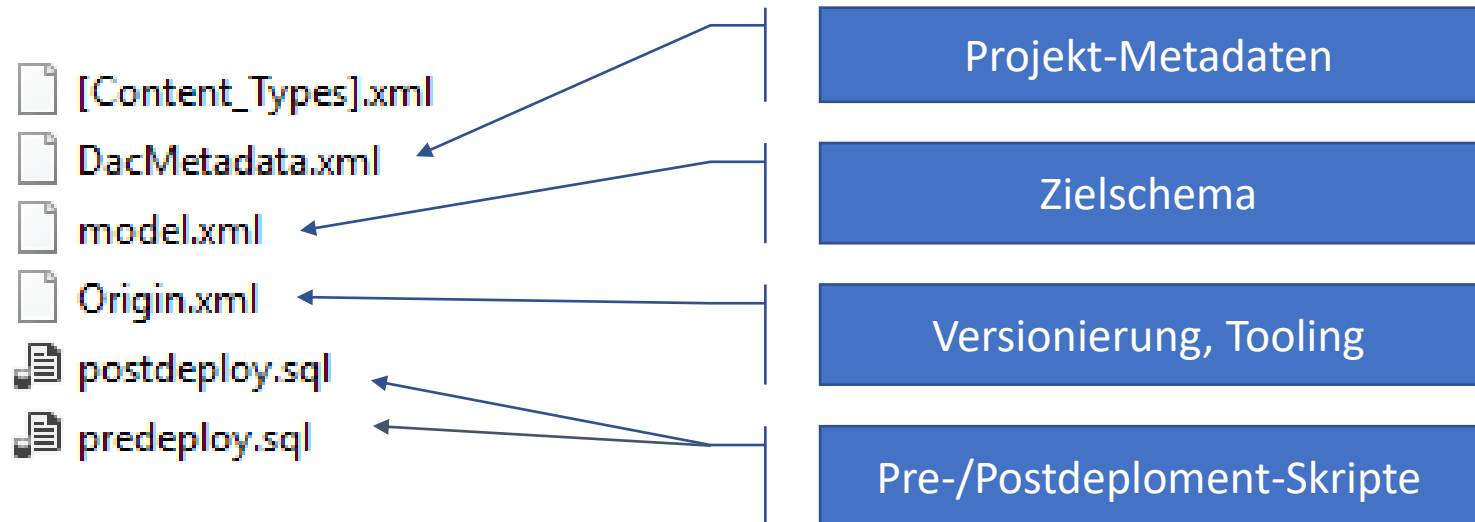 [Content_Types].xml
DacMetadata.xml
model.xml
Origin.xml
postdeploy.sql
predeploy.sql
Projekt-Metadaten
Zielschema
Versionierung, Tooling
Pre-/Postdeploment-Skripte